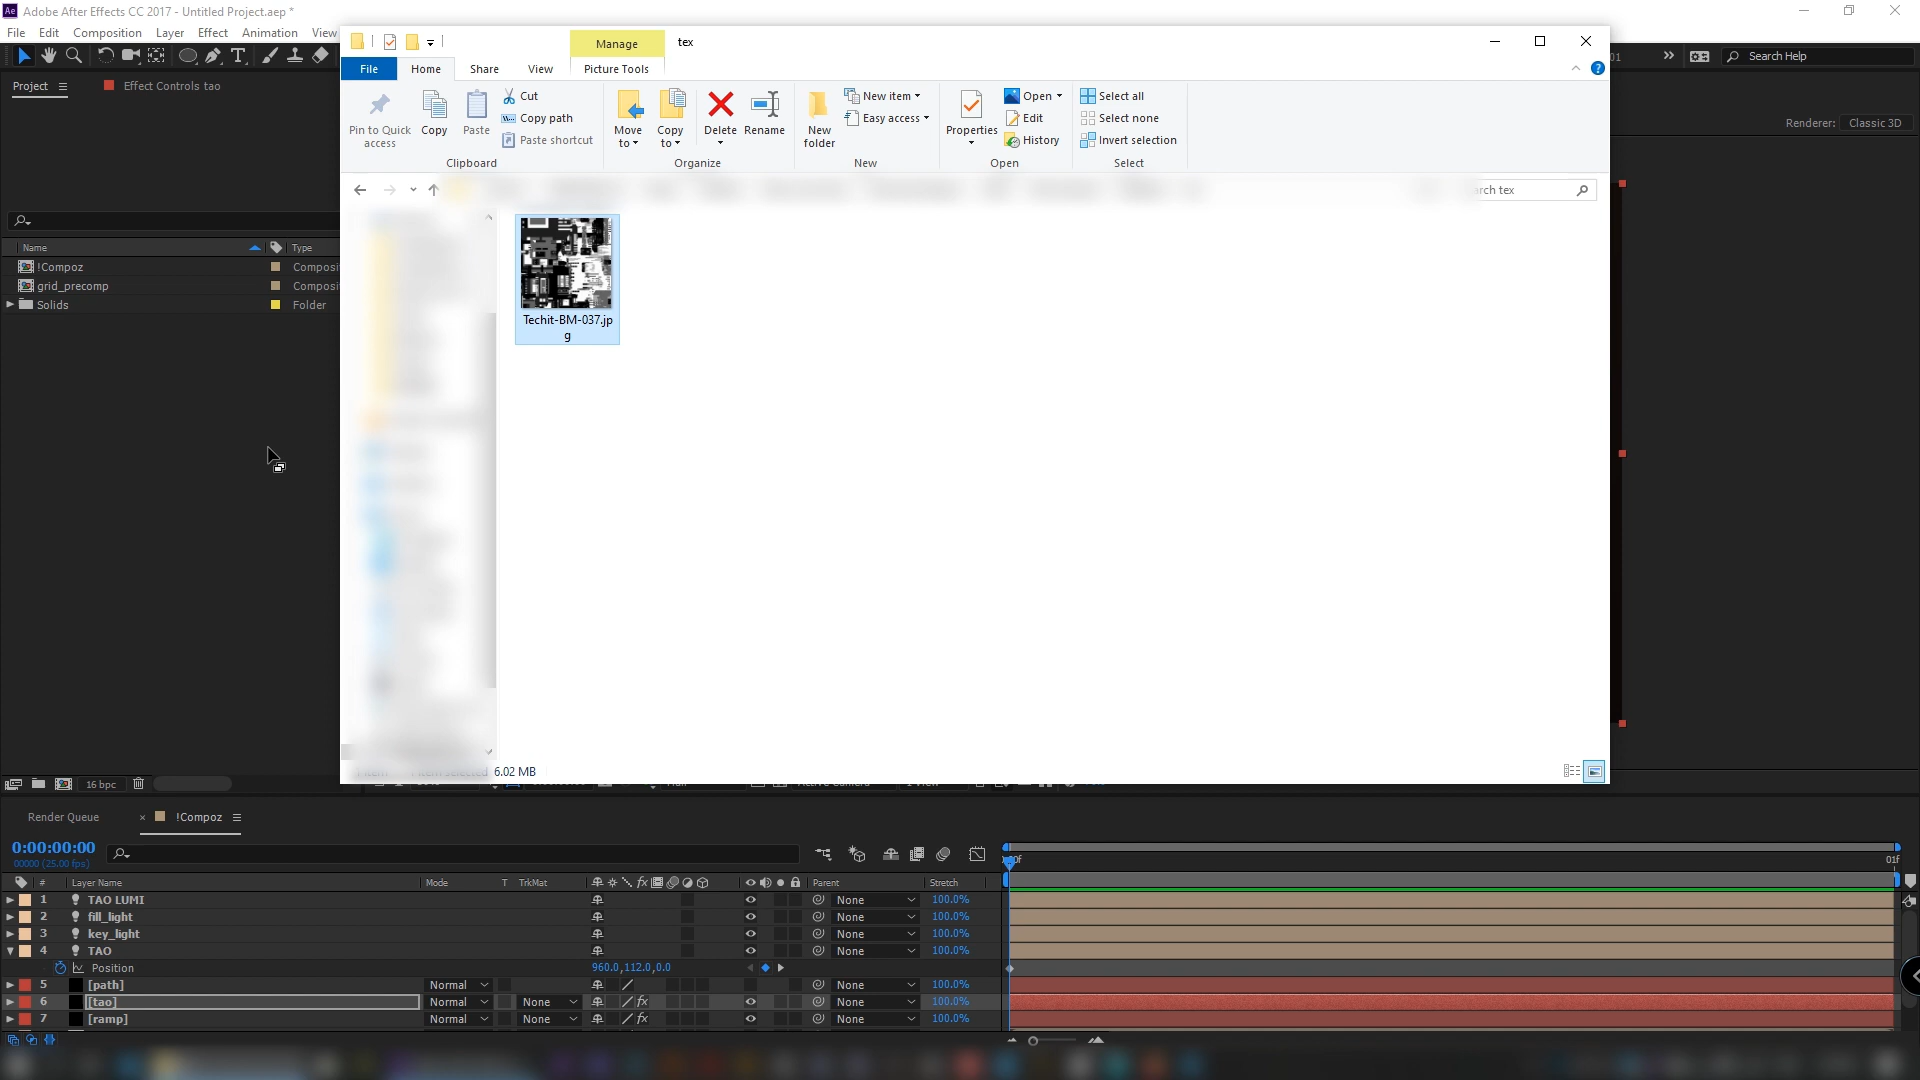 Ae Adobe After Effects CC 2017 - Untitled Project.aep *
File Edit Composition Layer Effect Animation View
Manage
tex
File Home Share View Picture Tools
01
Search Help
Project
Effect Controls tao
Pin to Quick access
Copy
Paste
Cut
Copy path
Paste shortcut
Move to
Copy to
Delete
Rename
New folder
New item
Easy access
Properties
Open
Edit
History
Select all
Select none
Invert selection
Clipboard
Organize
New
Open
Select
Renderer: Classic 3D
tex
Name
Type
!Compoz
Composi
grid_precomp
Composi
Solids
Folder
Techit-BM-037.jp
g
1 item selected 6.02 MB
16 bpc
Render Queue
!Compoz
0:00:00:00
00000 (25.00 fps)
01f
# Layer Name Mode T TrkMat Parent Stretch
1 TAO LUMI None 100.0%
2 fill_light None 100.0%
3 key_light None 100.0%
4 TAO None 100.0%
Position 960.0,112.0,0.0
5 [path] Normal None 100.0%
6 [tao] Normal None fx None 100.0%
7 [ramp] Normal None fx None 100.0%